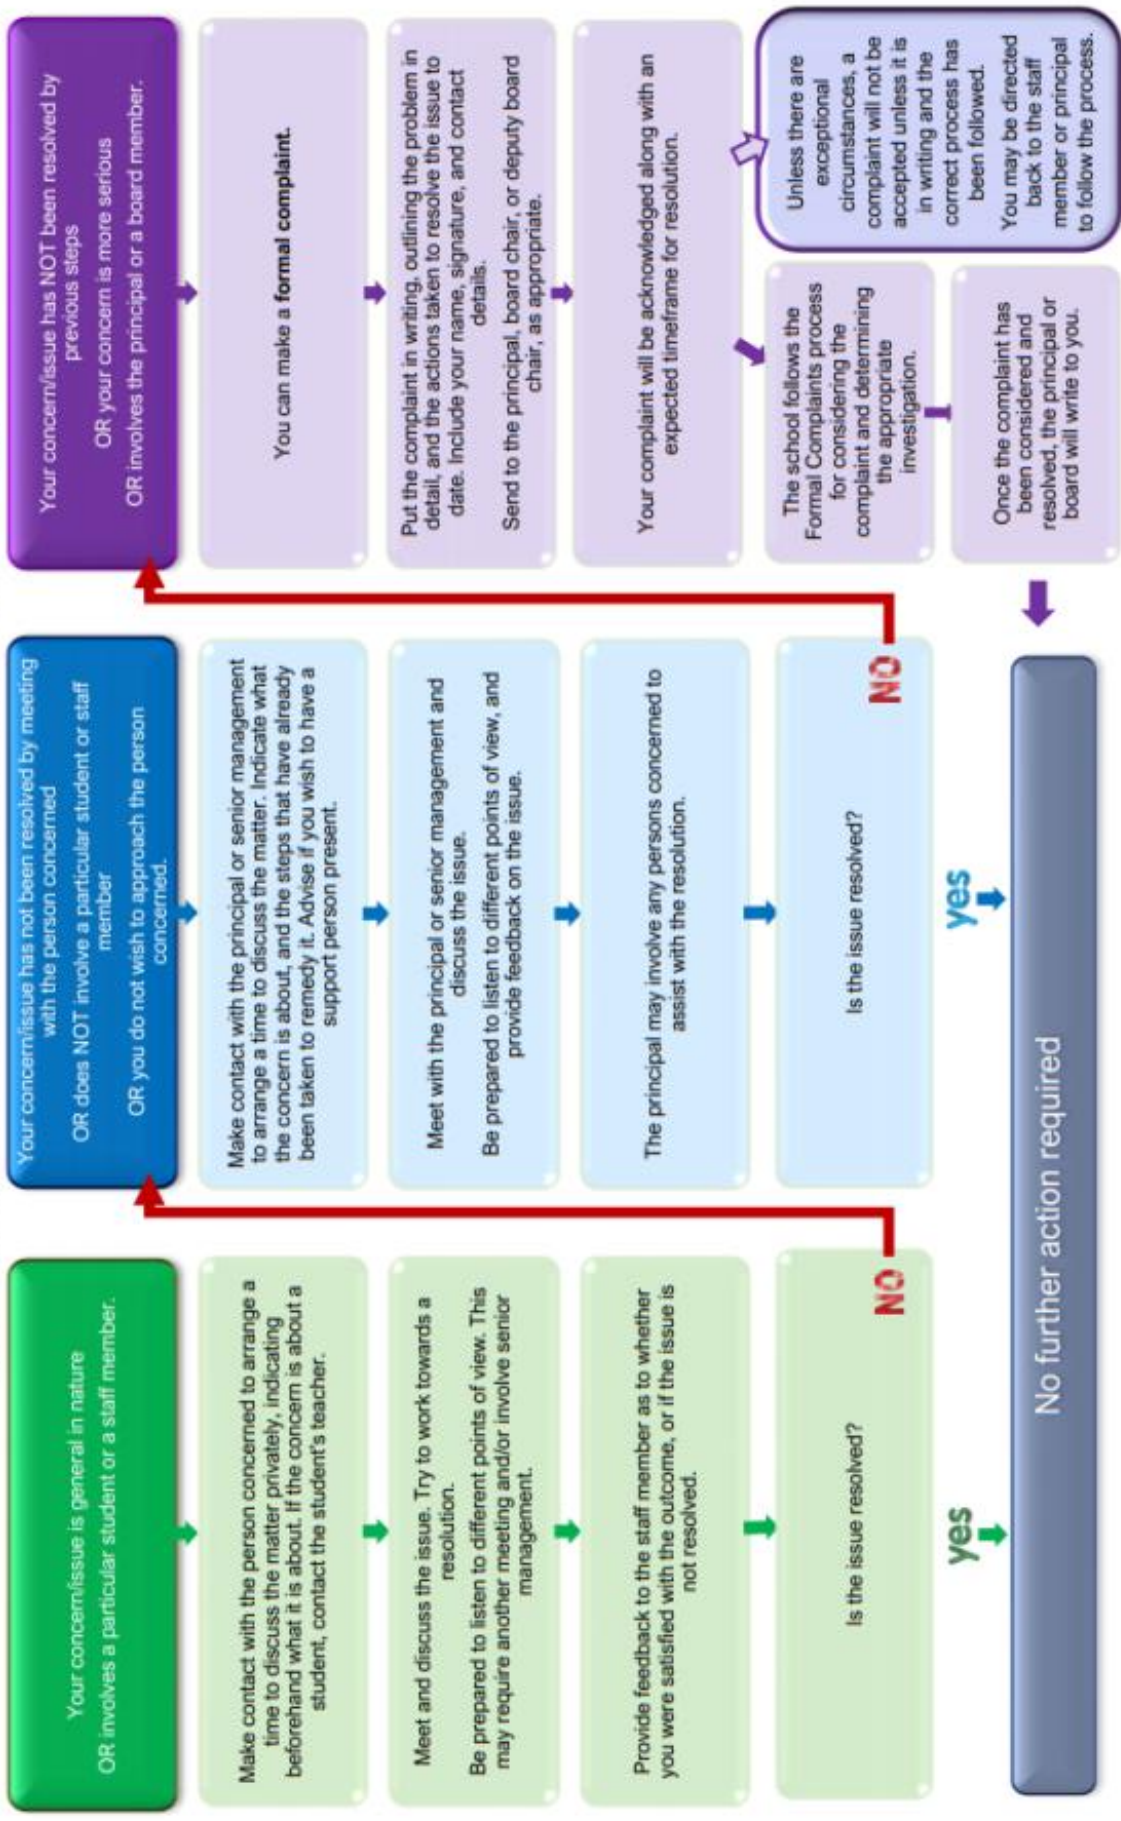 Your concern/issue is general in nature
OR involves a particular student or a staff member.
Make contact with the person concerned to arrange a
time to discuss the matter privately, indicating
beforehand what it is about. If the concern is about a
student, contact the student's teacher.
Meet and discuss the issue. Try to work towards a
resolution.
Be prepared to listen to different points of view. This
may require another meeting and/or involve senior
management.
Provide feedback to the staff member as to whether
you were satisfied with the outcome, or if the issue is
not resolved.
Is the issue resolved?
NO
yes
Your concern/issue has not been resolved by meeting
with the person concerned
OR does NOT involve a particular student or staff
member
OR you do not wish to approach the person
concerned.
Make contact with the principal or senior management
to arrange a time to discuss the matter. Indicate what
the concern is about, and the steps that have already
been taken to remedy it. Advise if you wish to have a
support person present.
Meet with the principal or senior management and
discuss the issue.
Be prepared to listen to different points of view, and
provide feedback on the issue.
The principal may involve any persons concerned to
assist with the resolution.
Is the issue resolved?
NO
yes
Your concern/issue has NOT been resolved by
previous steps
OR your concern is more serious
OR involves the principal or a board member.
You can make a formal complaint.
Put the complaint in writing, outlining the problem in
detail, and the actions taken to resolve the issue to
date. Include your name, signature, and contact
details.
Send to the principal, board chair, or deputy board
chair, as appropriate.
Your complaint will be acknowledged along with an
expected timeframe for resolution.
The school follows the
Formal Complaints process
for considering the
complaint and determining
the appropriate
investigation.
Unless there are
exceptional
circumstances, a
complaint will not be
accepted unless it is
in writing and the
correct process has
been followed.
You may be directed
back to the staff
member or principal
to follow the process.
Once the complaint has
been considered and
resolved, the principal or
board will write to you.
No further action required